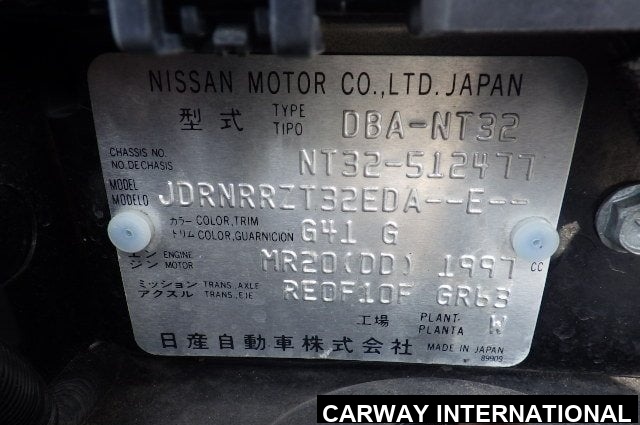 NISSAN MOTOR CO.,LTD. JAPAN
型式 TYPE TIPO DBA-NT32
CHASSIS NO. NO.DECHASIS NT32-512477
MODEL MODELO JDRNRRZT32EDA--E--
カラー COLOR,TRIM
トリム COLOR,GUARNICION G41 G
エンジン ENGINE MOTOR MR20(DD) 1997 CC
ミッション TRANS.,AXLE
アクスル TRANS.,EJE RE0F10F GR63
工場 PLANT PLANTA W
日産自動車株式会社 MADE IN JAPAN
89909
CARWAY INTERNATIONAL